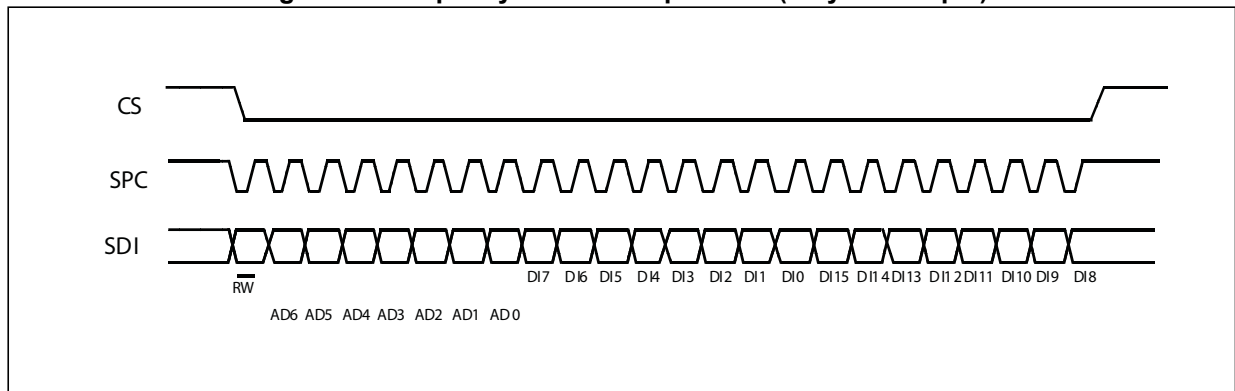 CS
SPC
SDI
RW
DI7 DI6 DI5 DI4 DI3 DI2 DI1 DI0 DI15 DI14 DI13 DI12 DI11 DI10 DI9 DI8
AD6 AD5 AD4 AD3 AD2 AD1 AD0